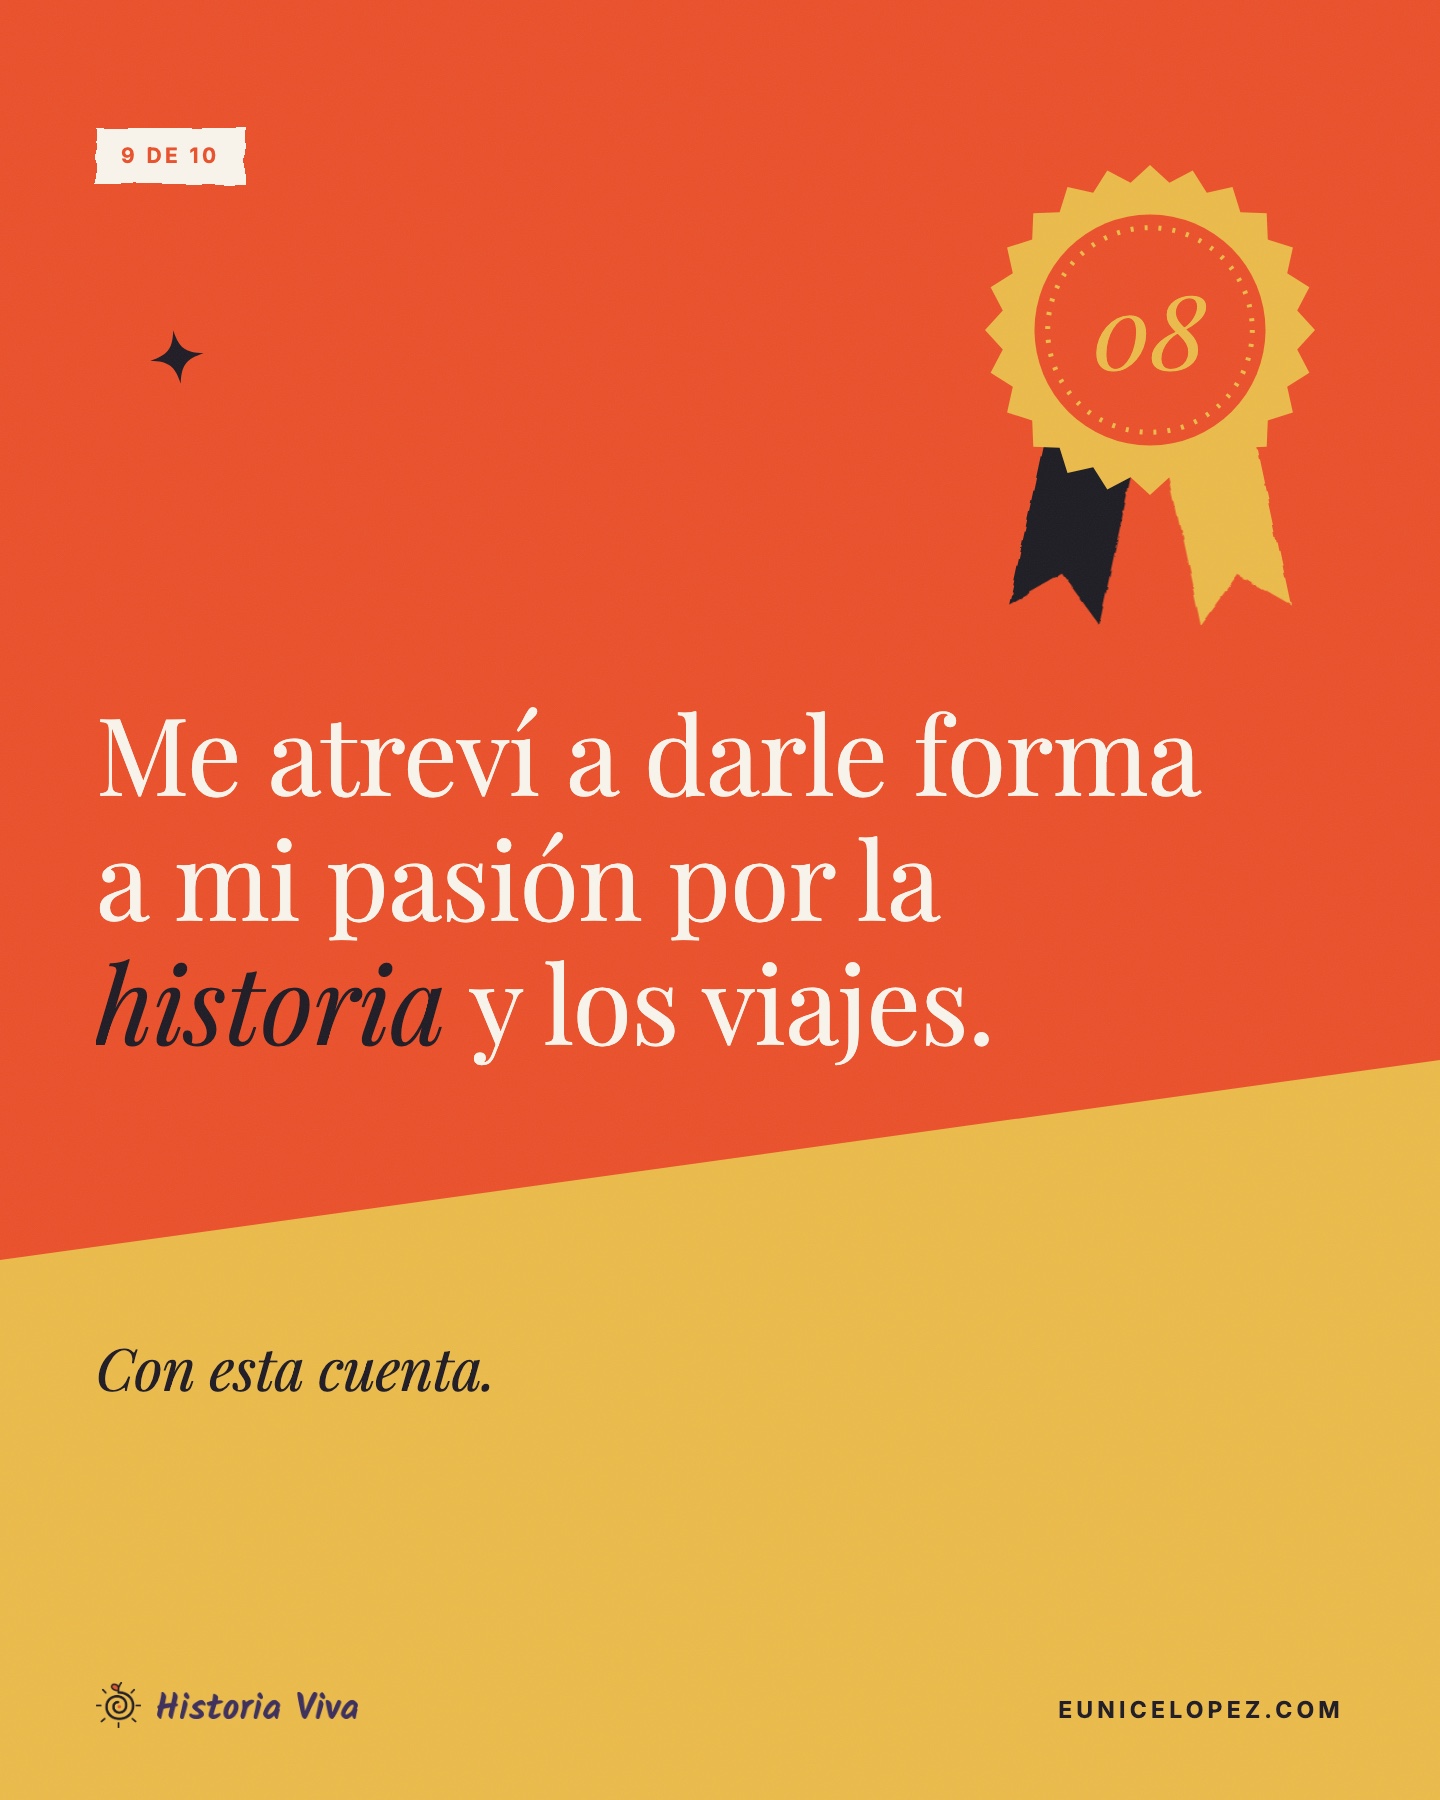 9 DE 10
08
Me atreví a darle forma
a mi pasión por la
historia y los viajes.
Con esta cuenta.
Historia Viva
EUNICELOPEZ.COM